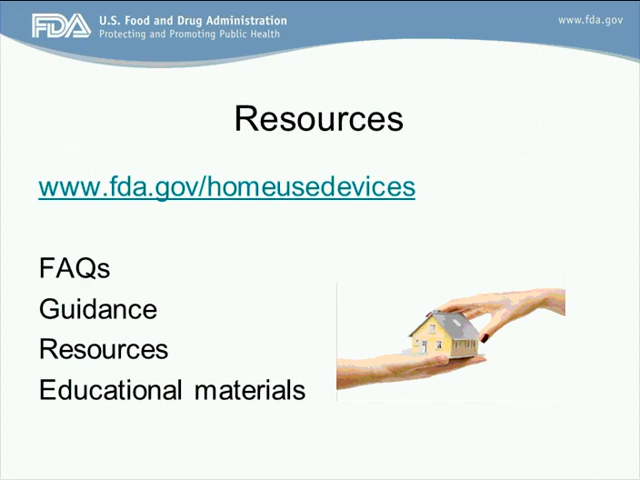 FDA U.S. Food and Drug Administration
Protecting and Promoting Public Health
www.fda.gov
Resources
www.fda.gov/homeusedevices
FAQs
Guidance
Resources
Educational materials